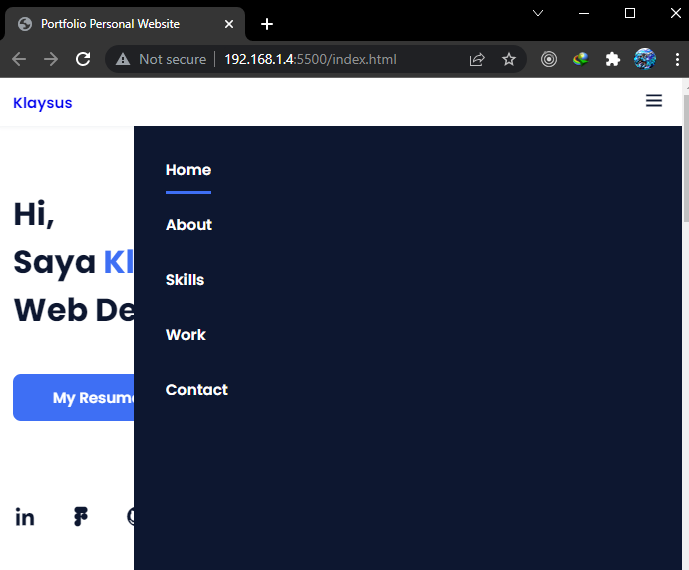 Portfolio Personal Website
Not secure
192.168.1.4:5500/index.html
Klaysus
Home
About
Skills
Work
Contact
Hi,
Saya Kl
Web De
My Resume
in